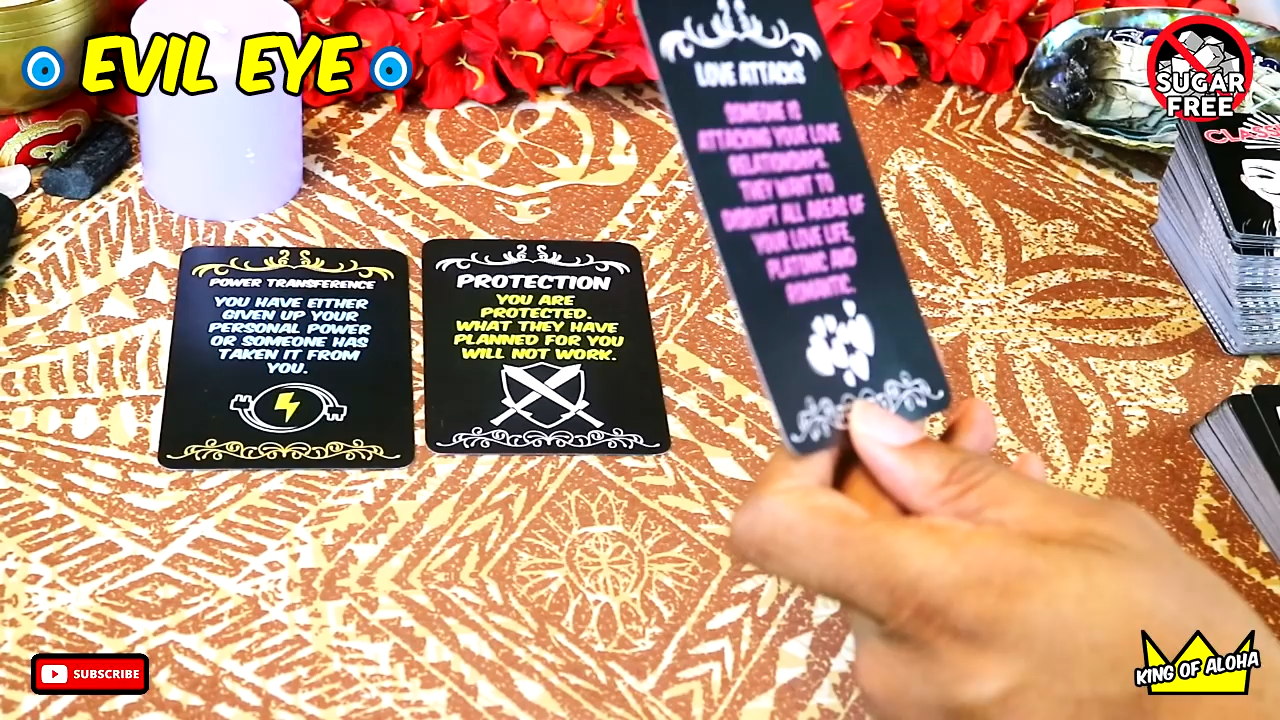 EVIL EYE
SUGAR
FREE
CLASS
LOVE ATTACKS
SOMEONE IS
ATTACKING YOUR LOVE
RELATIONSHIPS.
THEY WANT TO
DISRUPT ALL AREAS OF
YOUR LOVE LIFE,
PLATONIC AND
ROMANTIC.
POWER TRANSFERENCE
YOU HAVE EITHER
GIVEN UP YOUR
PERSONAL POWER
OR SOMEONE HAS
TAKEN IT FROM
YOU.
PROTECTION
YOU ARE
PROTECTED.
WHAT THEY HAVE
PLANNED FOR YOU
WILL NOT WORK.
SUBSCRIBE
KING OF ALOHA